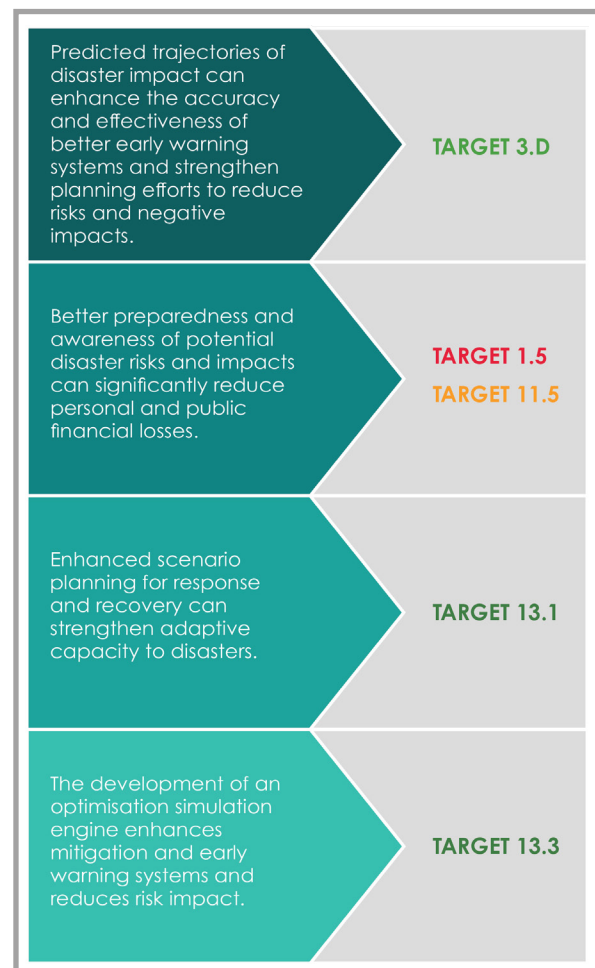 Predicted trajectories of
disaster impact can
enhance the accuracy
and effectiveness of
better early warning
systems and strengthen
planning efforts to reduce
risks and negative
impacts.
TARGET 3.D
Better preparedness and
awareness of potential
disaster risks and impacts
can significantly reduce
personal and public
financial losses.
TARGET 1.5
TARGET 11.5
Enhanced scenario
planning for response
and recovery can
strengthen adaptive
capacity to disasters.
TARGET 13.1
The development of an
optimisation simulation
engine enhances
mitigation and early
warning systems and
reduces risk impact.
TARGET 13.3